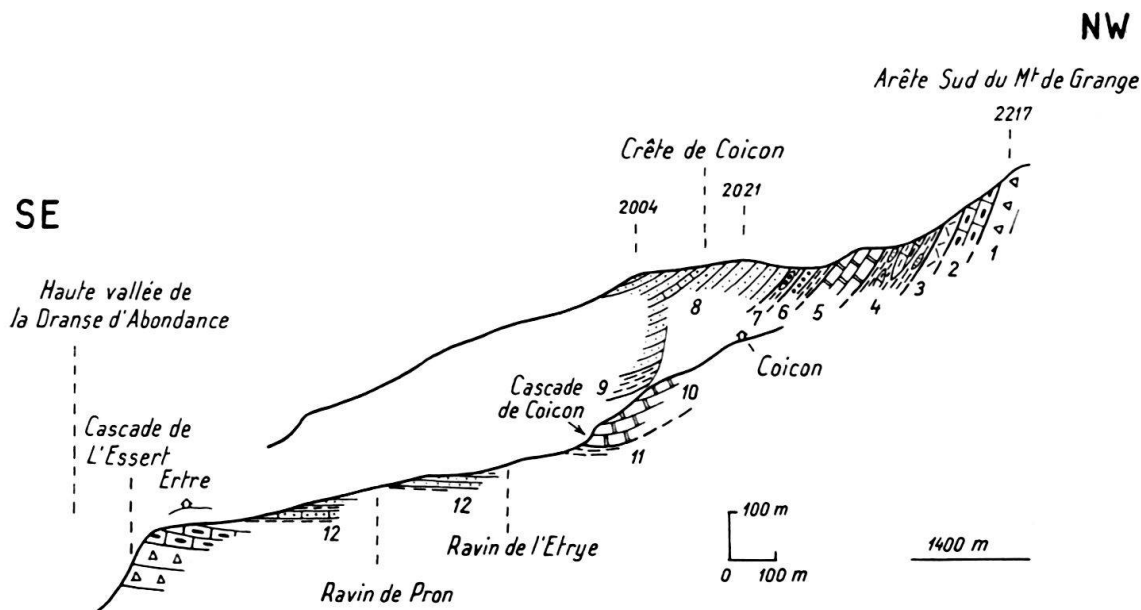 NW
Arête Sud du Mt de Grange
2217
Crête de Coicon
2021
2004
SE
Haute vallée de
la Dranse d'Abondance
1
2
3
4
5
6
7
8
Coicon
9
10
Cascade
de Coicon
11
Cascade de
L'Essert
Ertre
12
12
Ravin de l'Etrye
Ravin de Pron
100 m
0 100 m
1400 m